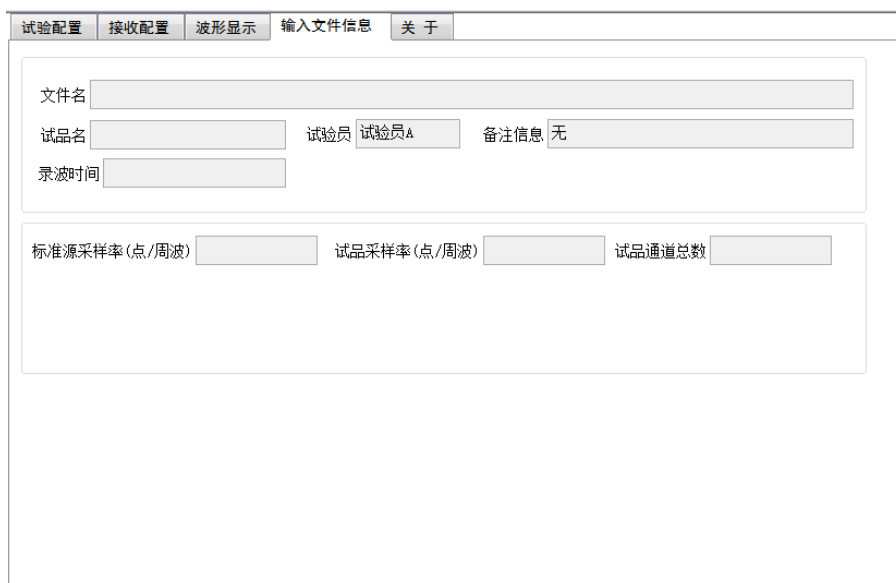 试验配置 接收配置 波形显示 输入文件信息 关 于
文件名
试品名 试验员 试验员A 备注信息 无
录波时间
标准源采样率(点/周波) 试品采样率(点/周波) 试品通道总数